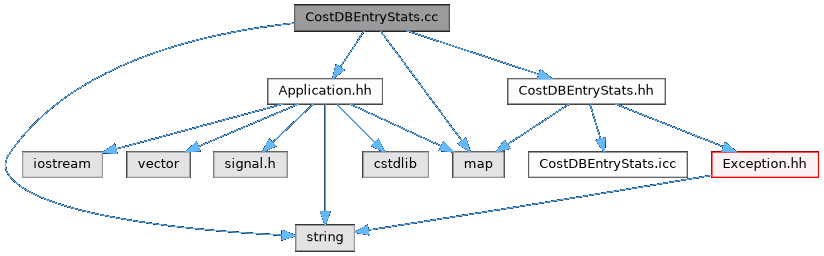 CostDBEntryStats.cc
Application.hh
CostDBEntryStats.hh
iostream
vector
signal.h
cstdlib
map
CostDBEntryStats.icc
Exception.hh
string